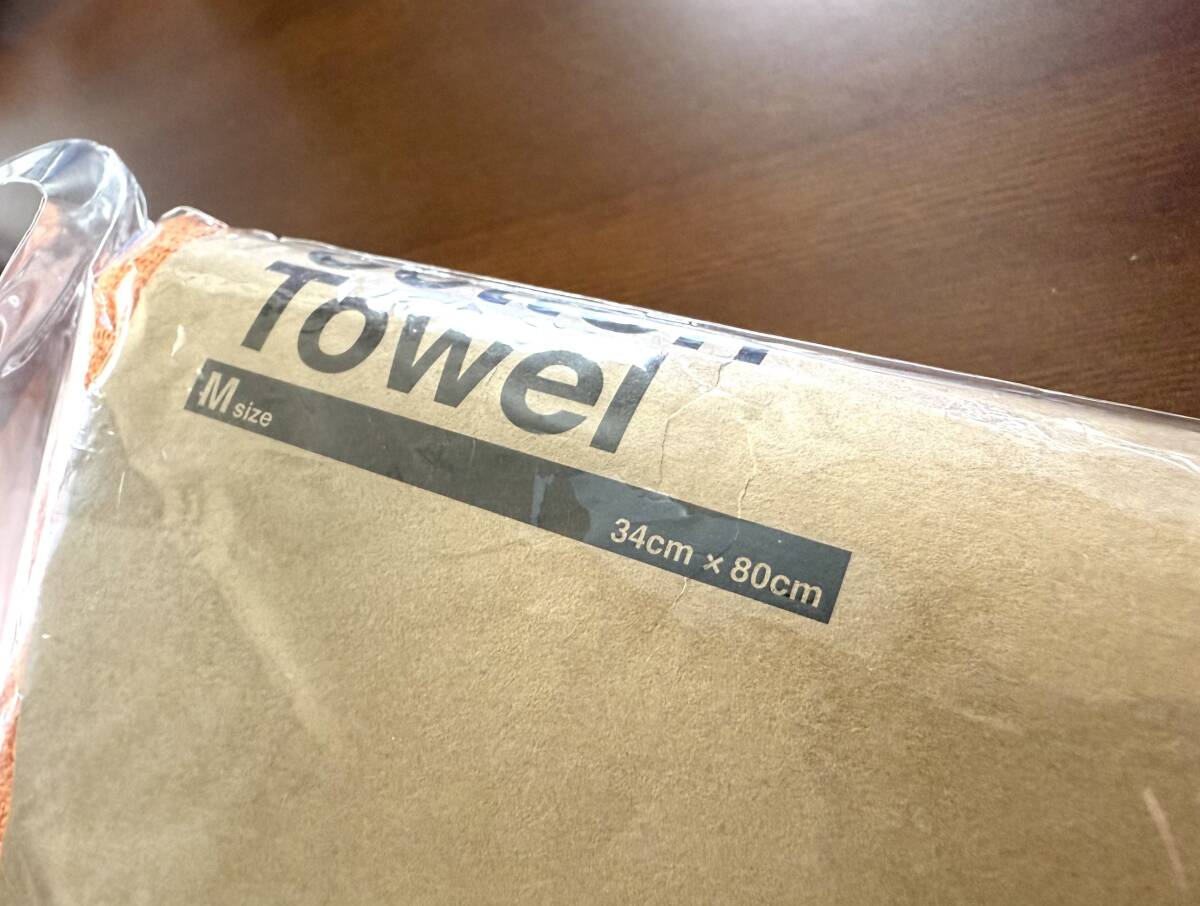 Towel
M size
34cm × 80cm